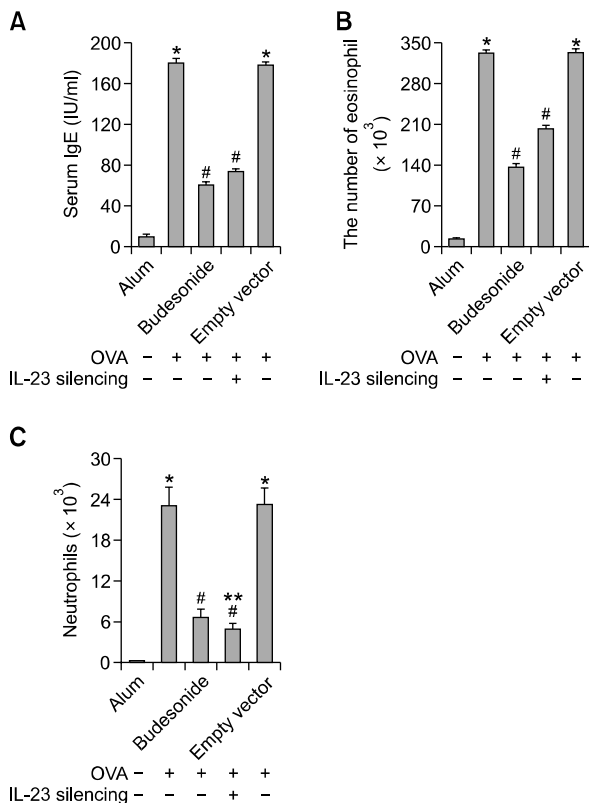 A
Serum IgE (IU/ml)
200
160
120
80
40
0
*
#
#
*
Alum
Budesonide
Empty vector
OVA – + + + +
IL-23 silencing – – – + –
B
The number of eosinophil
(× 10³)
350
280
210
140
70
0
*
#
#
*
Alum
Budesonide
Empty vector
OVA – + + + +
IL-23 silencing – – – + –
C
Neutrophils (× 10³)
30
24
18
12
6
0
*
#
**
#
*
Alum
Budesonide
Empty vector
OVA – + + + +
IL-23 silencing – – – + –